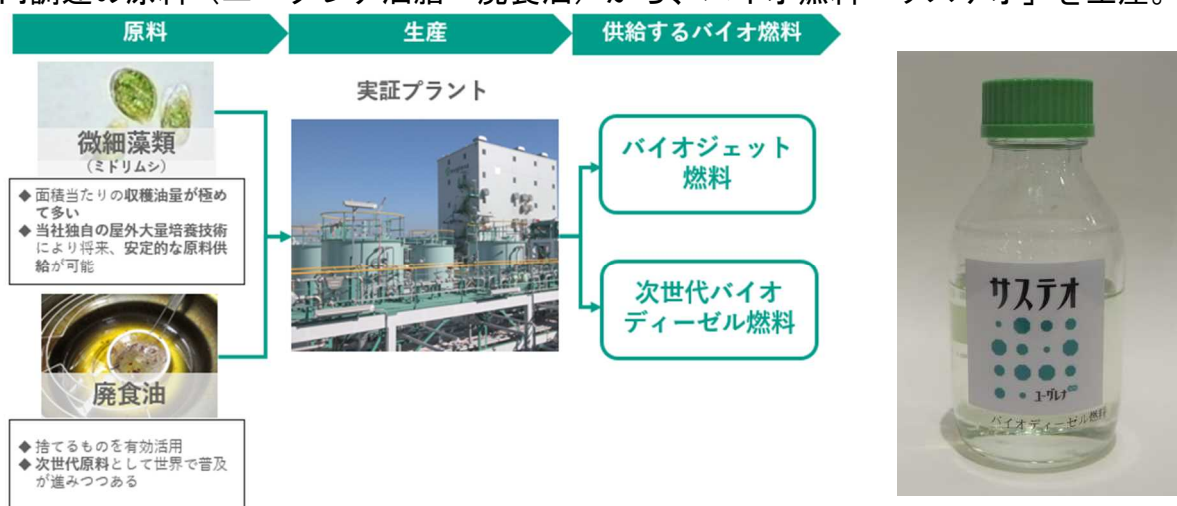 原料
生産
供給するバイオ燃料
実証プラント
微細藻類
(ミドリムシ)
◆ 面積当たりの収穫油量が極め
て多い
◆ 当社独自の屋外大量培養技術
により将来、安定的な原料供
給が可能
廃食油
◆ 捨てるものを有効活用
◆ 次世代原料として世界で普及
が進みつつある
バイオジェット
燃料
次世代バイオ
ディーゼル燃料
サステオ
ユーグレナ
バイオディーゼル燃料